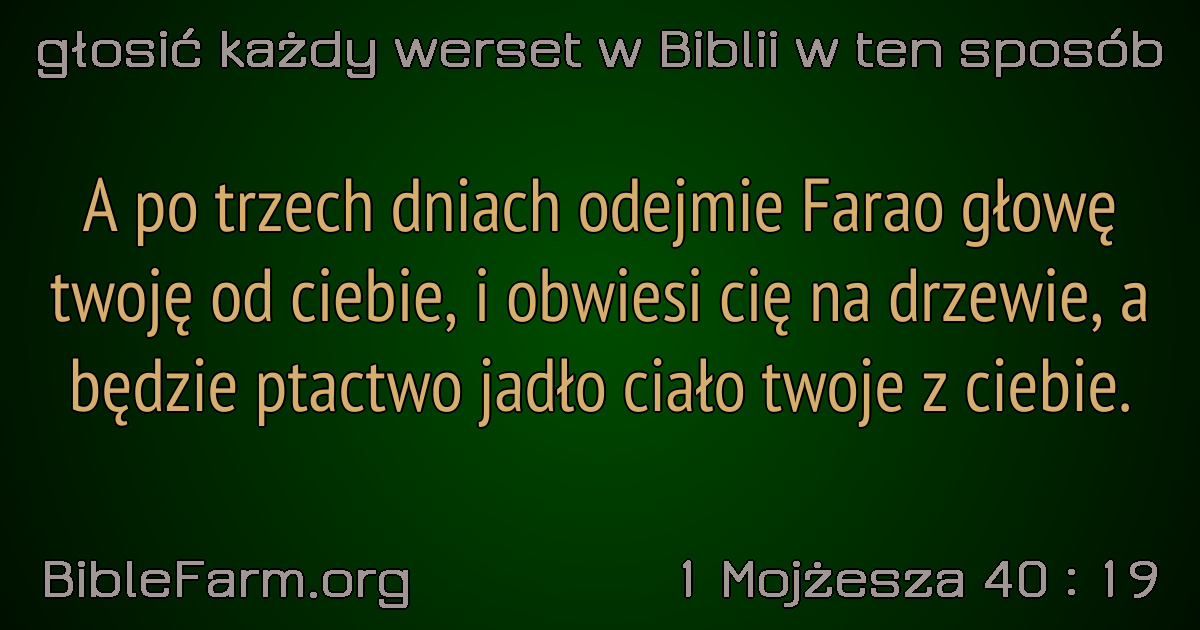 głosić każdy werset w Biblii w ten sposób
A po trzech dniach odejmie Farao głowę
twoję od ciebie, i obwiesi cię na drzewie, a
będzie ptactwo jadło ciało twoje z ciebie.
BibleFarm.org
1 Mojżesza 40 : 19